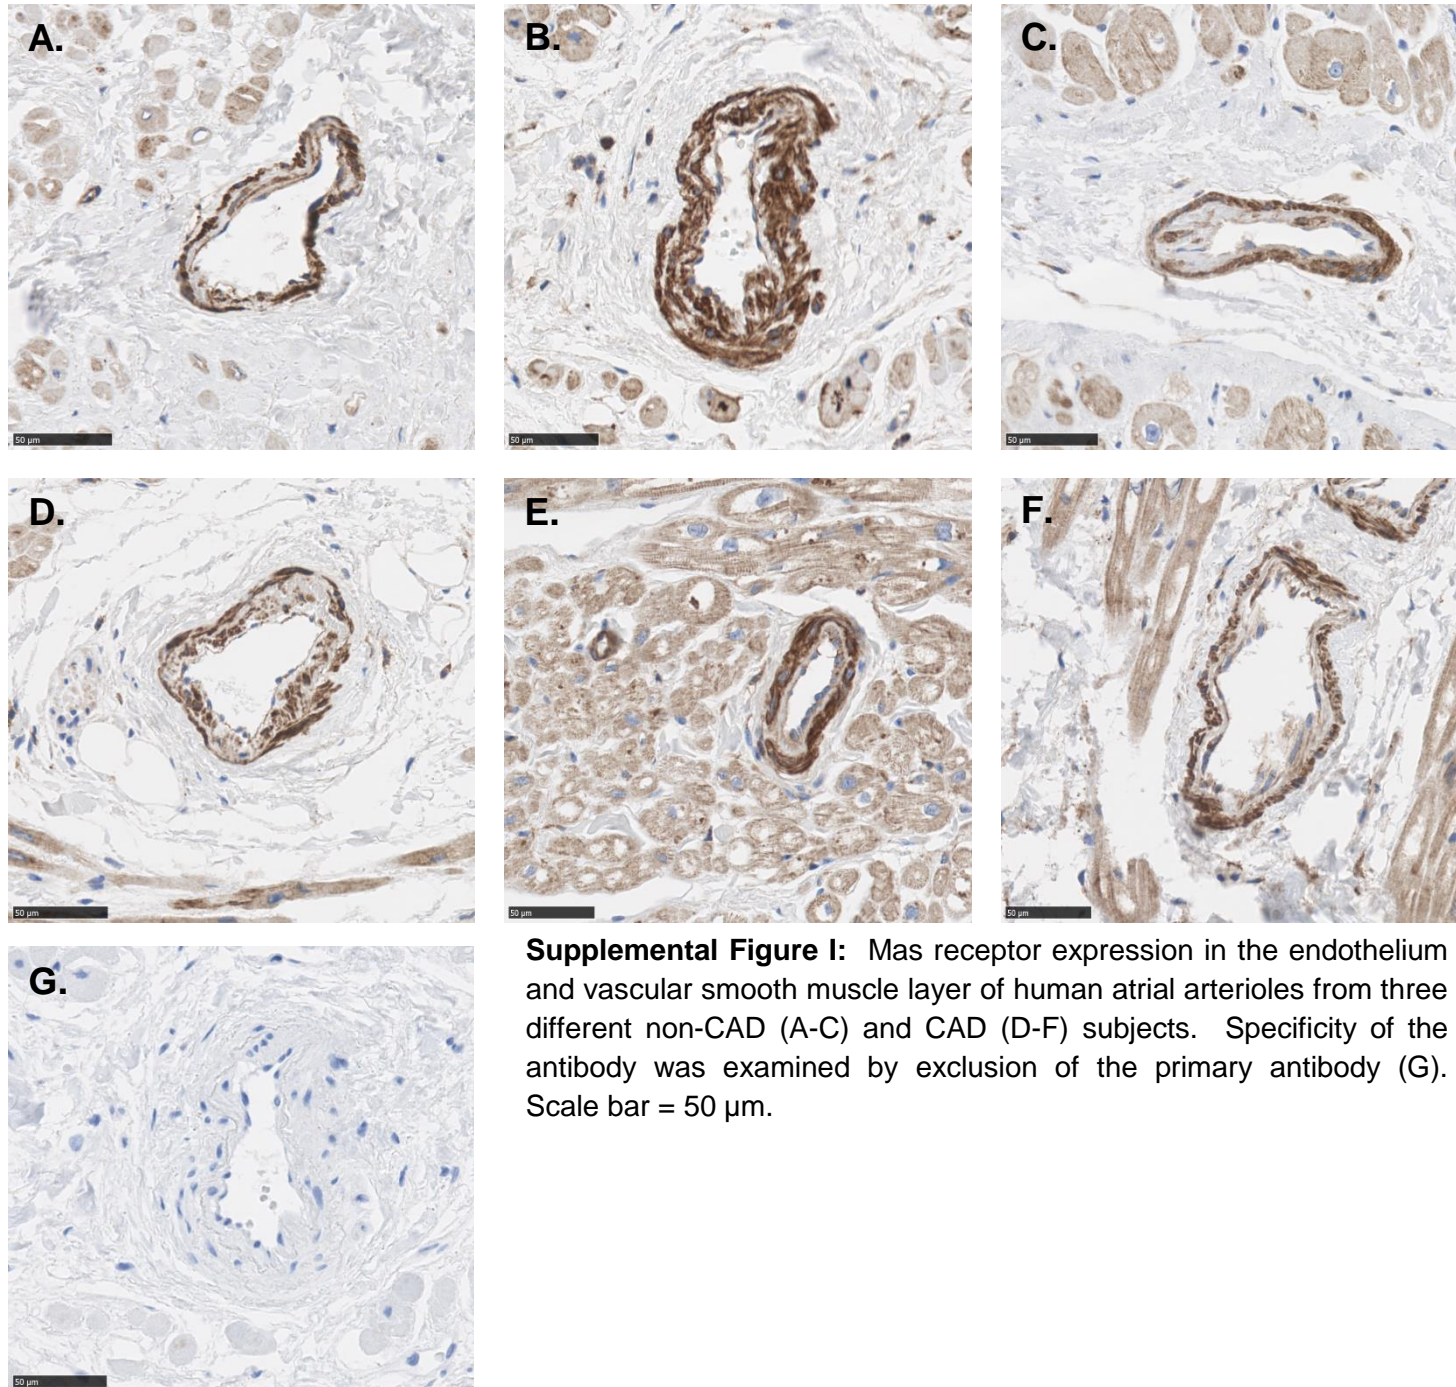 A.
B.
C.
50 µm
50 µm
50 µm
D.
E.
F.
50 µm
50 µm
50 µm
G.
Supplemental Figure I: Mas receptor expression in the endothelium
and vascular smooth muscle layer of human atrial arterioles from three
different non-CAD (A-C) and CAD (D-F) subjects. Specificity of the
antibody was examined by exclusion of the primary antibody (G).
Scale bar = 50 µm.
50 µm